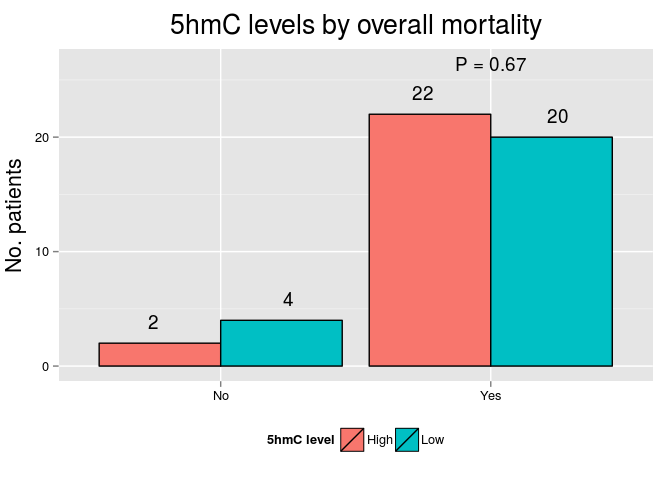 5hmC levels by overall mortality
P = 0.67
22
20
2
4
No. patients
20
10
0
No Yes
5hmC level High Low